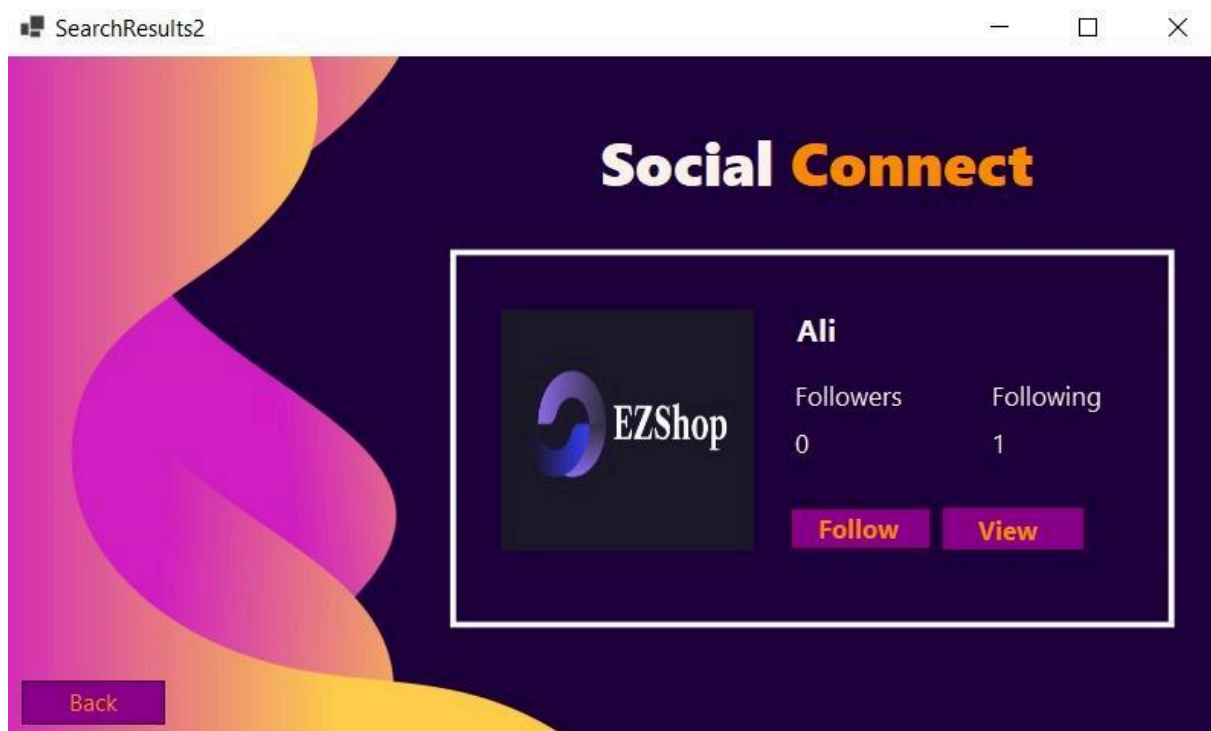 SearchResults2
Social Connect
EZShop
Ali
Followers Following
0 1
Follow View
Back